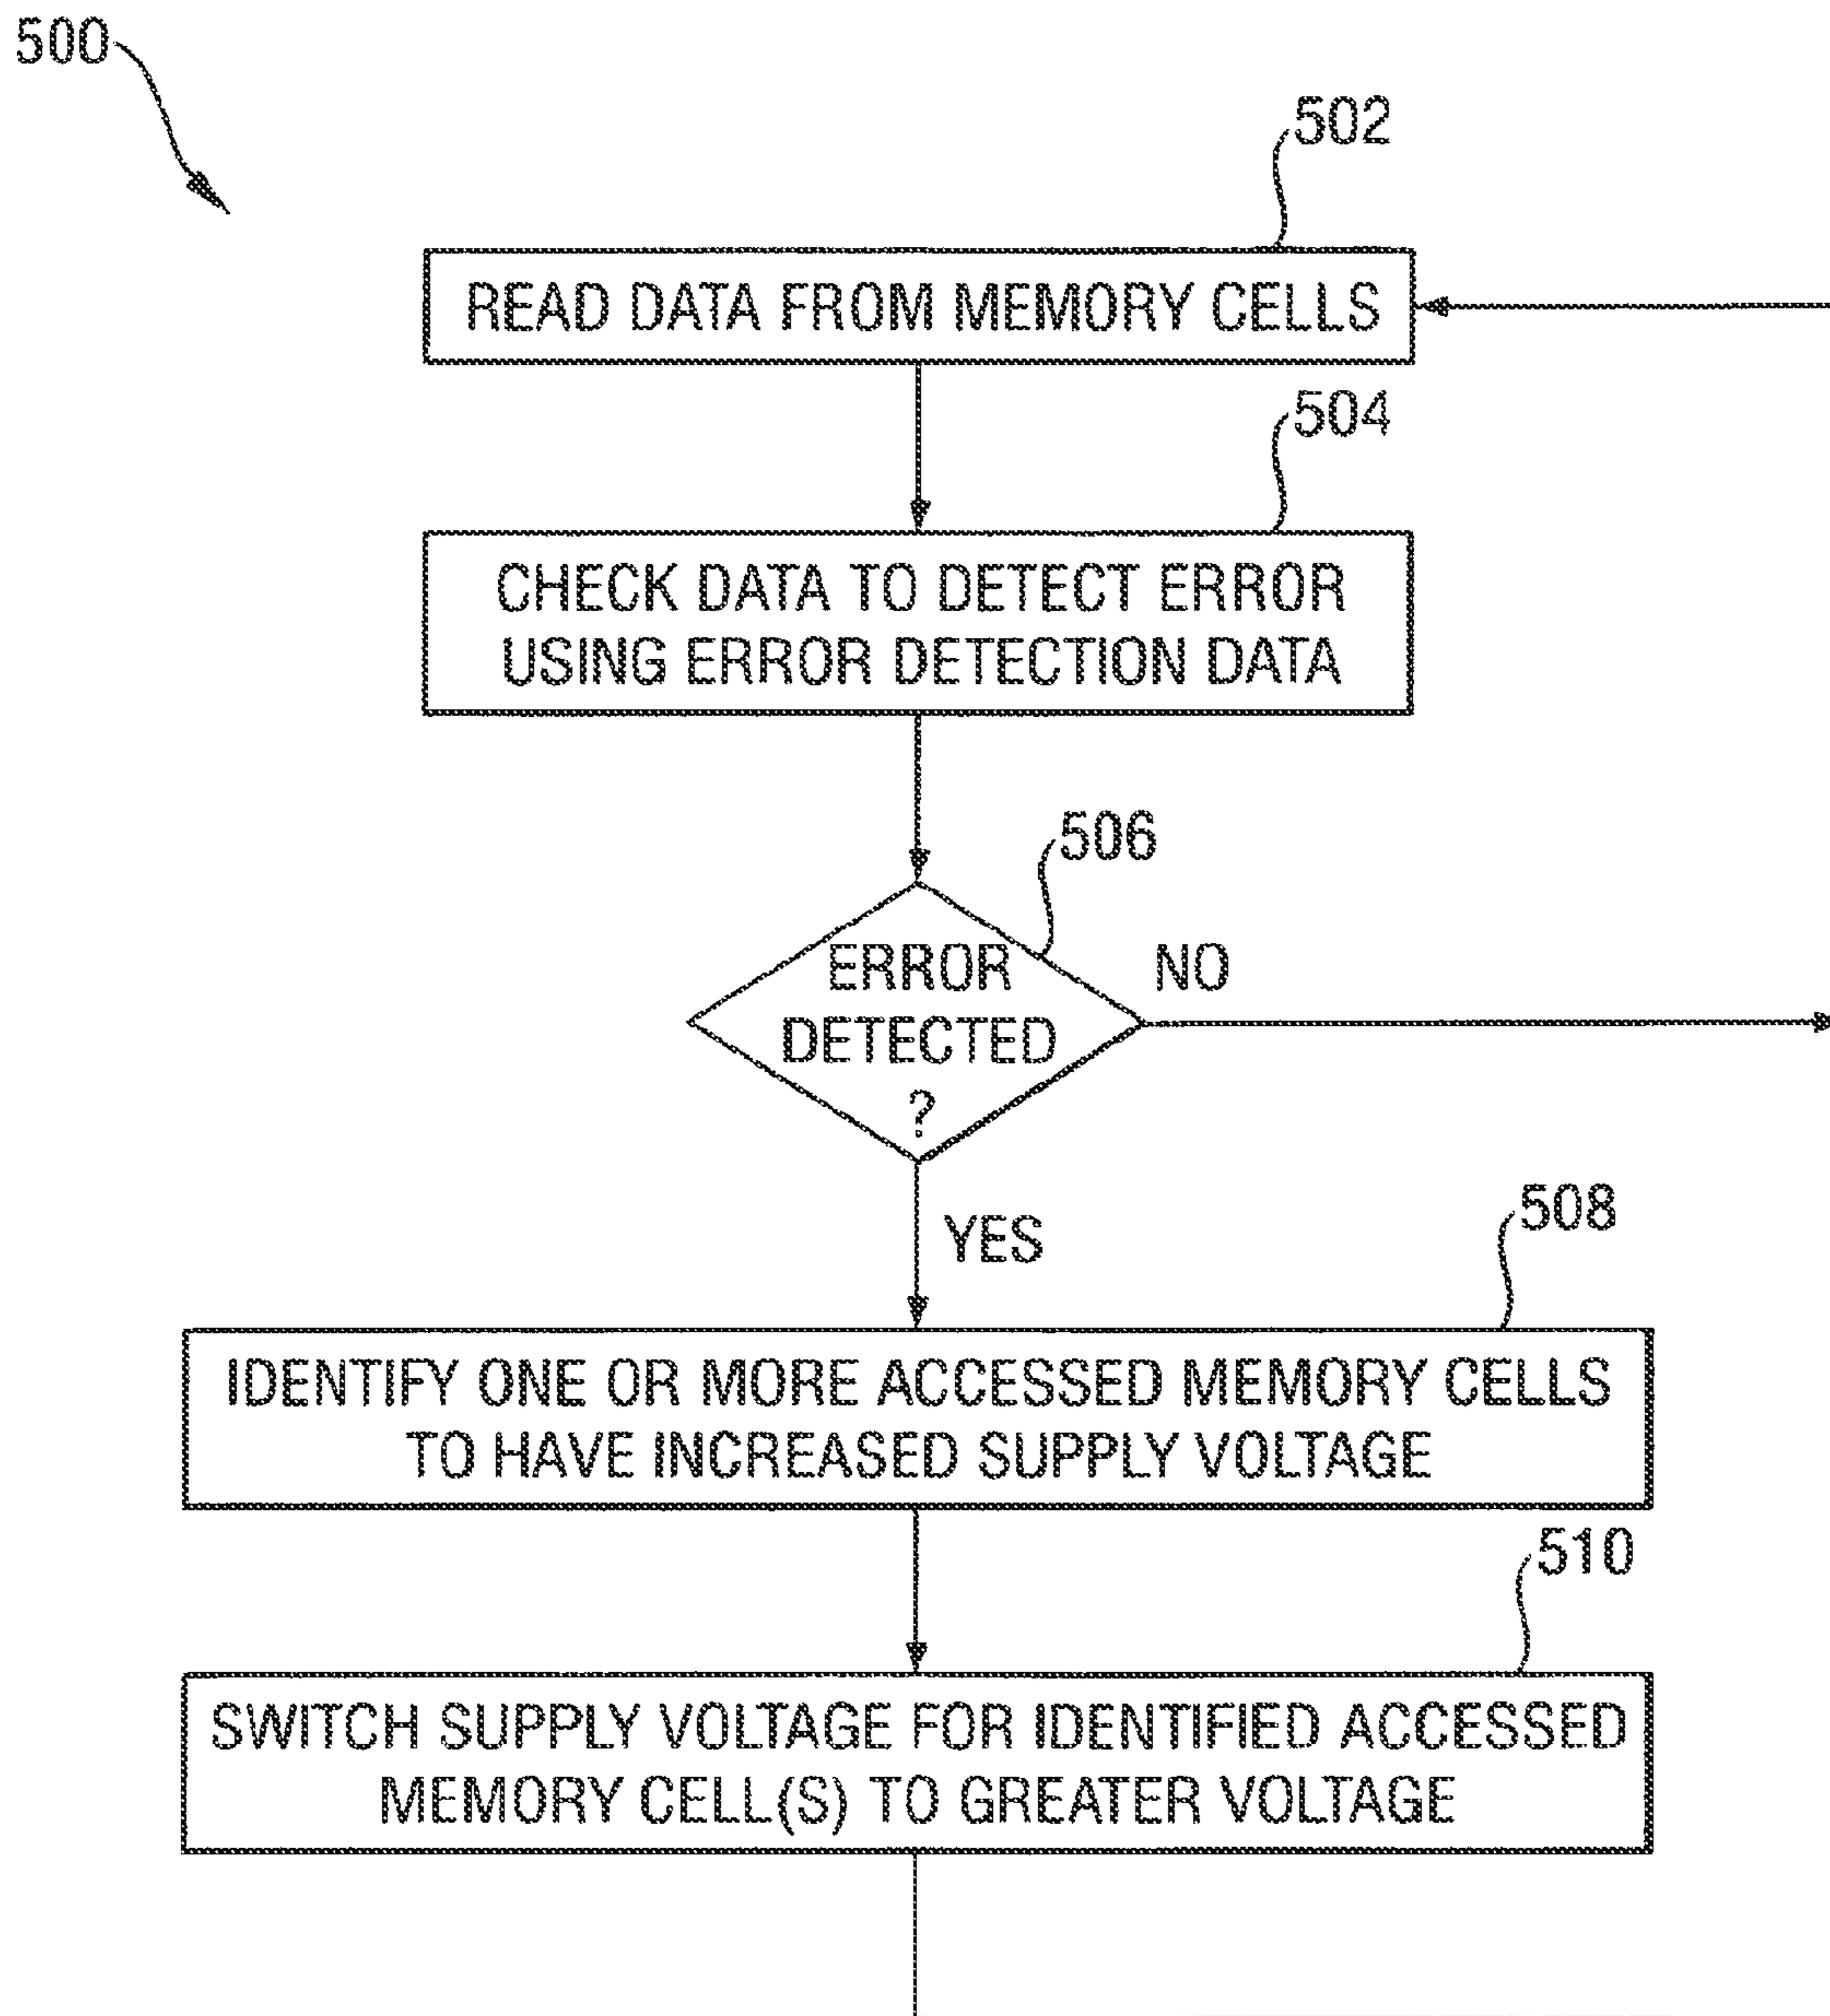 500
502
READ DATA FROM MEMORY CELLS
504
CHECK DATA TO DETECT ERROR
USING ERROR DETECTION DATA
506
ERROR
DETECTED
?
NO
YES
508
IDENTIFY ONE OR MORE ACCESSED MEMORY CELLS
TO HAVE INCREASED SUPPLY VOLTAGE
510
SWITCH SUPPLY VOLTAGE FOR IDENTIFIED ACCESSED
MEMORY CELL(S) TO GREATER VOLTAGE